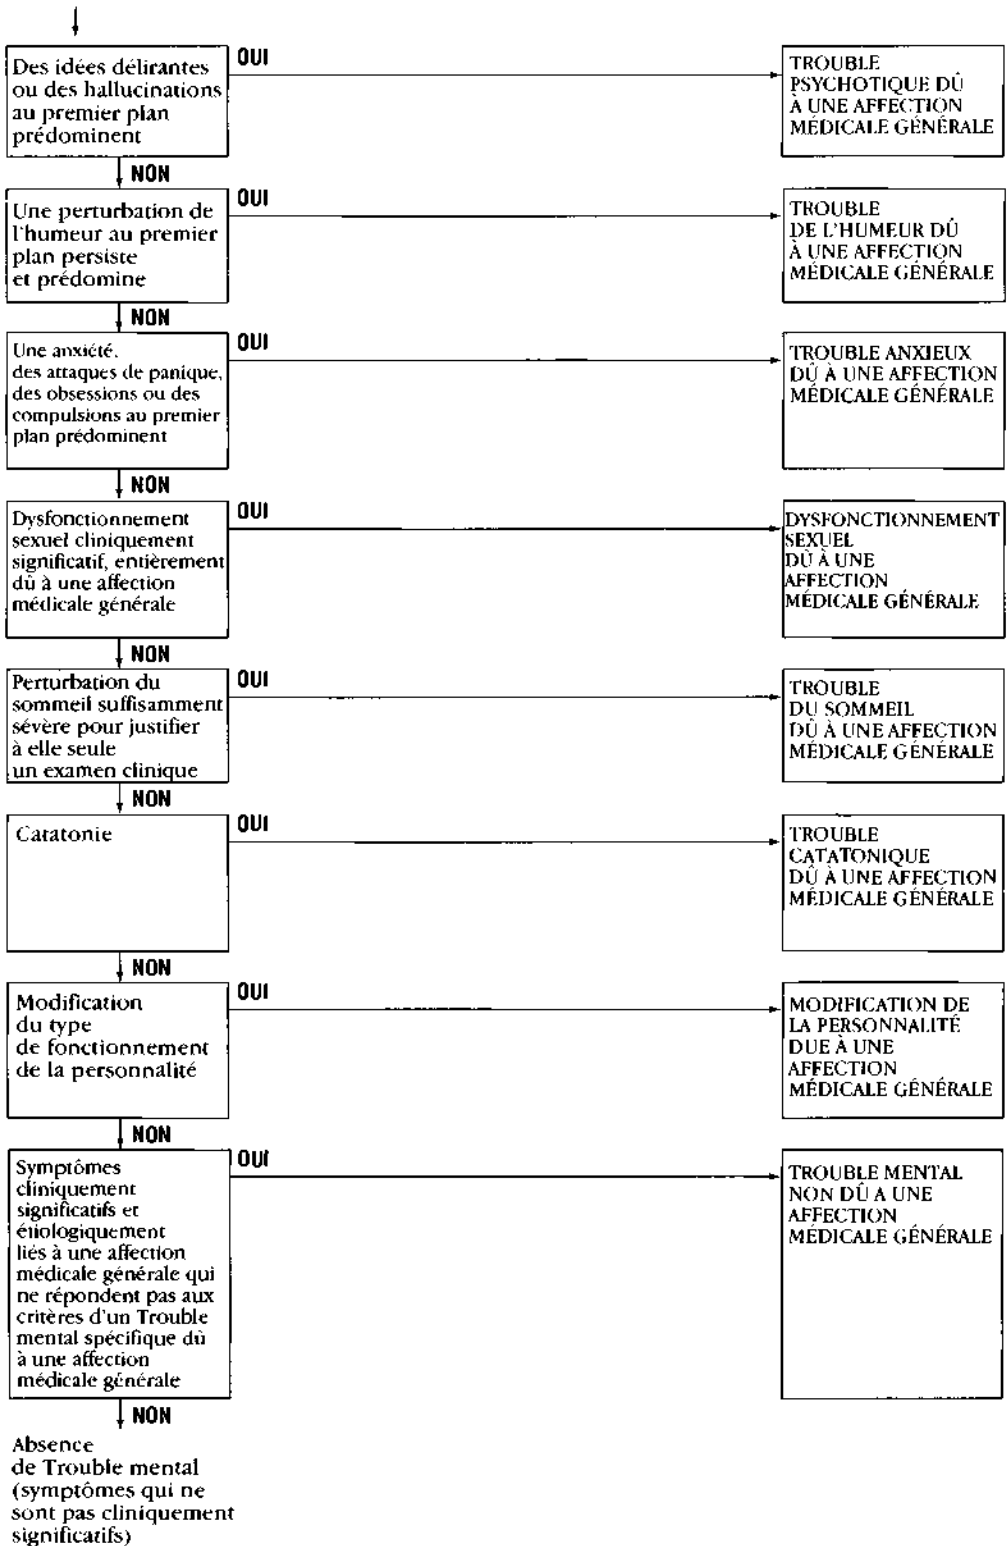 Des idées délirantes
ou des hallucinations
au premier plan
prédominent
OUI
TROUBLE
PSYCHOTIQUE DÛ
À UNE AFFECTION
MÉDICALE GÉNÉRALE
NON
Une perturbation de
l'humeur au premier
plan persiste
et prédomine
OUI
TROUBLE
DE L'HUMEUR DÛ
À UNE AFFECTION
MÉDICALE GÉNÉRALE
NON
Une anxiété,
des attaques de panique,
des obsessions ou des
compulsions au premier
plan prédominent
OUI
TROUBLE ANXIEUX
DÛ À UNE AFFECTION
MÉDICALE GÉNÉRALE
NON
Dysfonctionnement
sexuel cliniquement
significatif, entièrement
dû à une affection
médicale générale
OUI
DYSFONCTIONNEMENT
SEXUEL
DÛ À UNE
AFFECTION
MÉDICALE GÉNÉRALE
NON
Perturbation du
sommeil suffisamment
sévère pour justifier
à elle seule
un examen clinique
OUI
TROUBLE
DU SOMMEIL
DÛ À UNE AFFECTION
MÉDICALE GÉNÉRALE
NON
Catatonie
OUI
TROUBLE
CATATONIQUE
DÛ À UNE AFFECTION
MÉDICALE GÉNÉRALE
NON
Modification
du type
de fonctionnement
de la personnalité
OUI
MODIFICATION DE
LA PERSONNALITÉ
DUE À UNE
AFFECTION
MÉDICALE GÉNÉRALE
NON
Symptômes
cliniquement
significatifs et
étiologiquement
liés à une affection
médicale générale qui
ne répondent pas aux
critères d'un Trouble
mental spécifique dû
à une affection
médicale générale
OUI
TROUBLE MENTAL
NON DÛ A UNE
AFFECTION
MÉDICALE GÉNÉRALE
NON
Absence
de Trouble mental
(symptômes qui ne
sont pas cliniquement
significatifs)